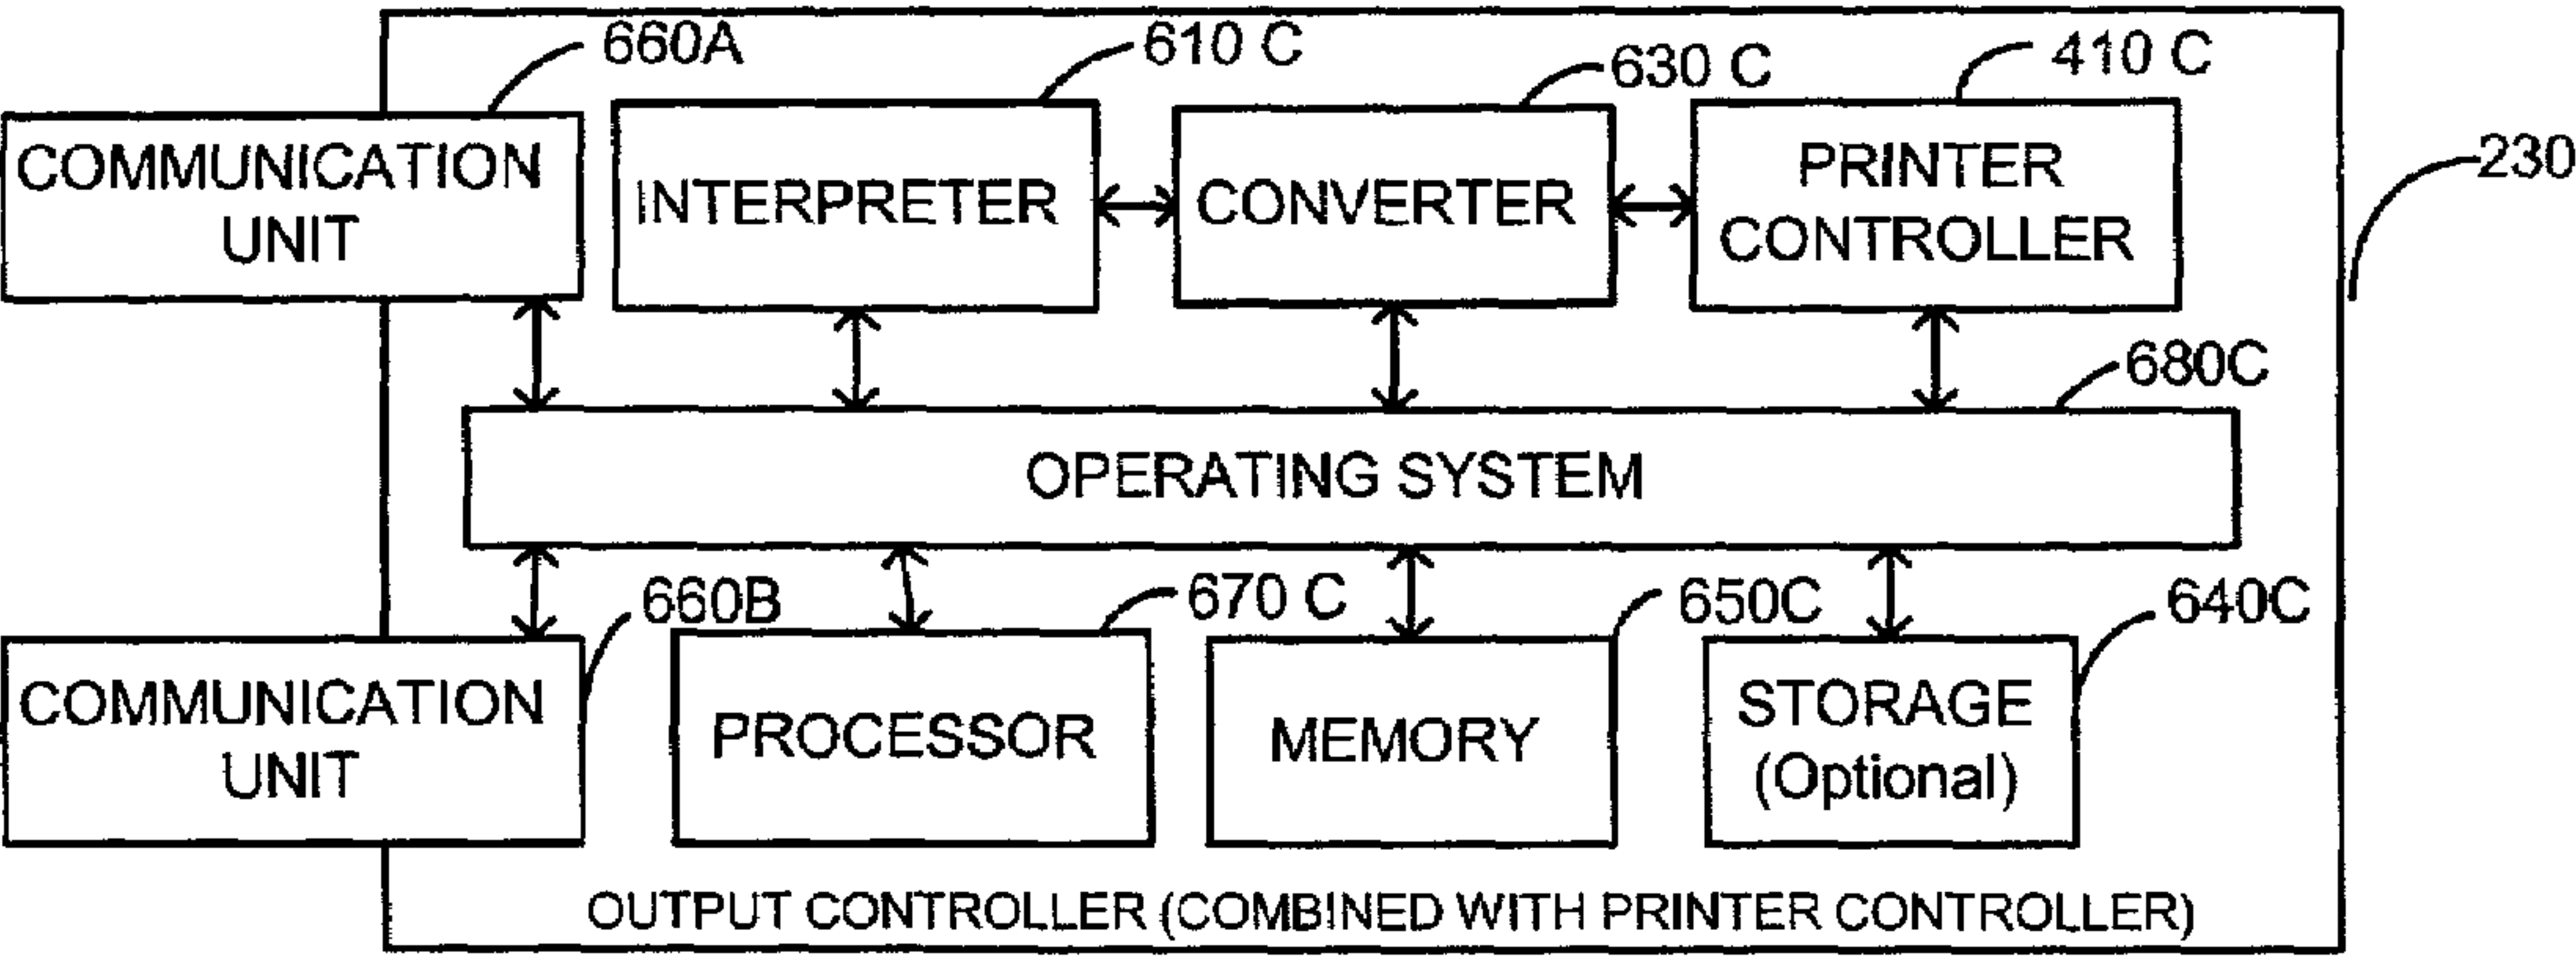 660A
610 C
630 C
410 C
COMMUNICATION
UNIT
INTERPRETER
CONVERTER
PRINTER
CONTROLLER
230
680C
OPERATING SYSTEM
660B
670 C
650C
640C
COMMUNICATION
UNIT
PROCESSOR
MEMORY
STORAGE
(Optional)
OUTPUT CONTROLLER (COMBINED WITH PRINTER CONTROLLER)